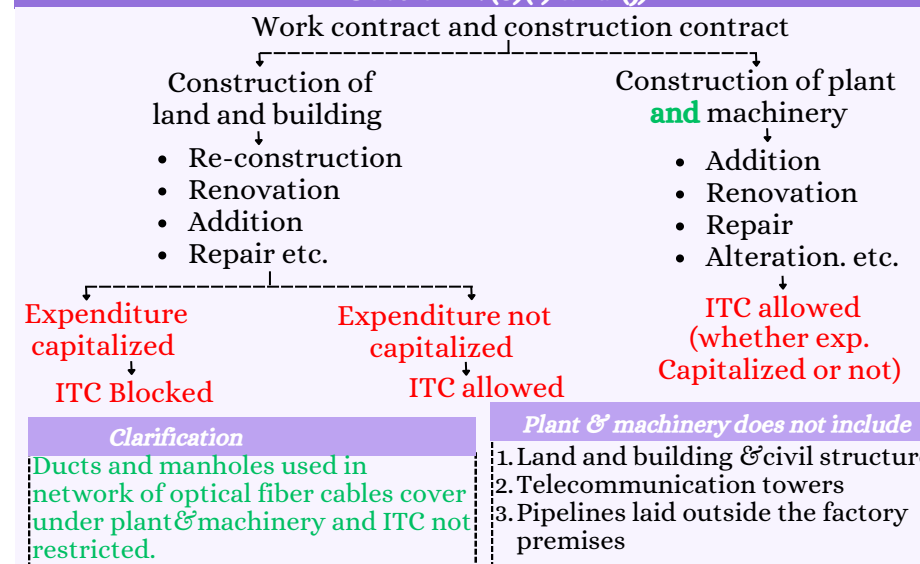 Work contract and construction contract
Construction of
land and building
• Re-construction
• Renovation
• Addition
• Repair etc.
Construction of plant
and machinery
• Addition
• Renovation
• Repair
• Alteration. etc.
Expenditure
capitalized
ITC Blocked
Expenditure not
capitalized
ITC allowed
ITC allowed
(whether exp.
Capitalized or not)
Clarification
Ducts and manholes used in
network of optical fiber cables cover
under plant&machinery and ITC not
restricted.
Plant & machinery does not include
1. Land and building &civil structur
2. Telecommunication towers
3. Pipelines laid outside the factory
premises